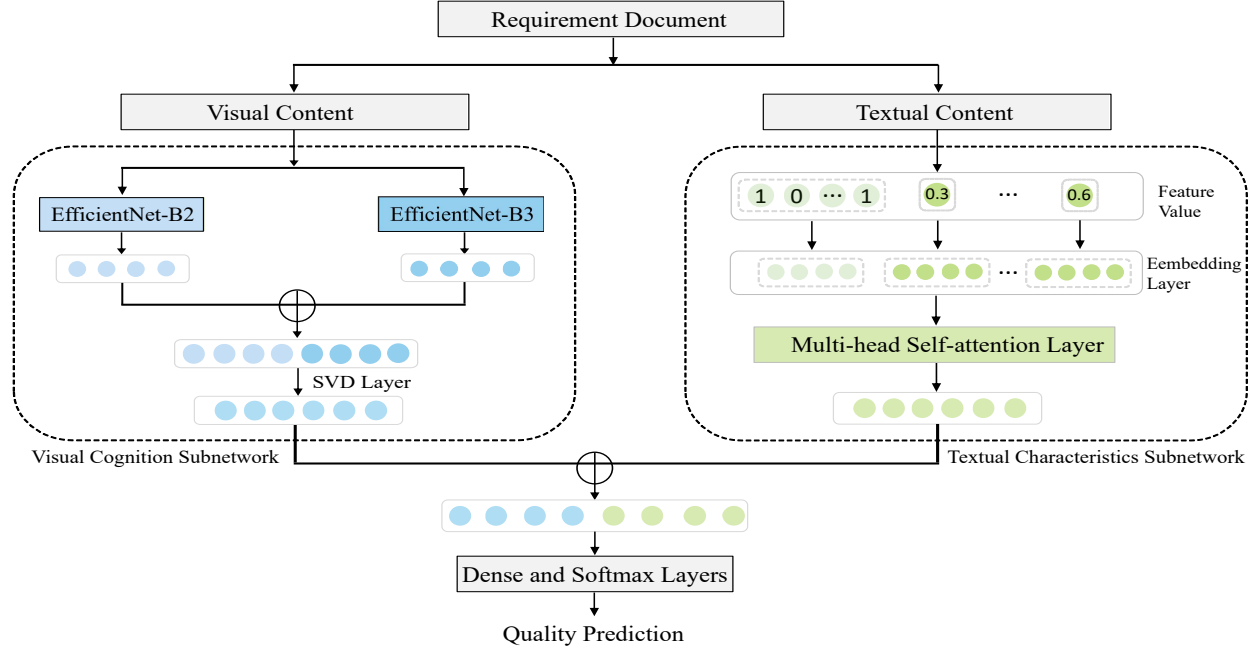 Requirement Document
Visual Content
Textual Content
EfficientNet-B2
EfficientNet-B3
1 0 ··· 1 0.3 ··· 0.6
Feature
Value
···
Eembedding
Layer
Multi-head Self-attention Layer
SVD Layer
Visual Cognition Subnetwork
Textual Characteristics Subnetwork
Dense and Softmax Layers
Quality Prediction